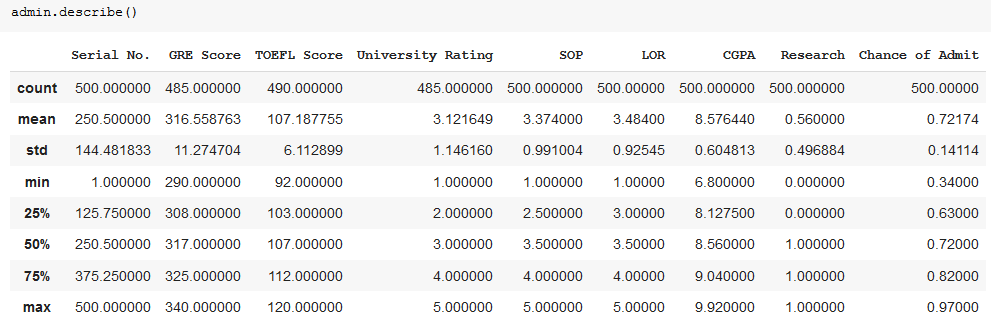 admin.describe()
Serial No. GRE Score TOEFL Score University Rating SOP LOR CGPA Research Chance of Admit
count 500.000000 485.000000 490.000000 485.000000 500.000000 500.00000 500.000000 500.000000 500.00000
mean 250.500000 316.558763 107.187755 3.121649 3.374000 3.48400 8.576440 0.560000 0.72174
std 144.481833 11.274704 6.112899 1.146160 0.991004 0.92545 0.604813 0.496884 0.14114
min 1.000000 290.000000 92.000000 1.000000 1.000000 1.00000 6.800000 0.000000 0.34000
25% 125.750000 308.000000 103.000000 2.000000 2.500000 3.00000 8.127500 0.000000 0.63000
50% 250.500000 317.000000 107.000000 3.000000 3.500000 3.50000 8.560000 1.000000 0.72000
75% 375.250000 325.000000 112.000000 4.000000 4.000000 4.00000 9.040000 1.000000 0.82000
max 500.000000 340.000000 120.000000 5.000000 5.000000 5.00000 9.920000 1.000000 0.97000